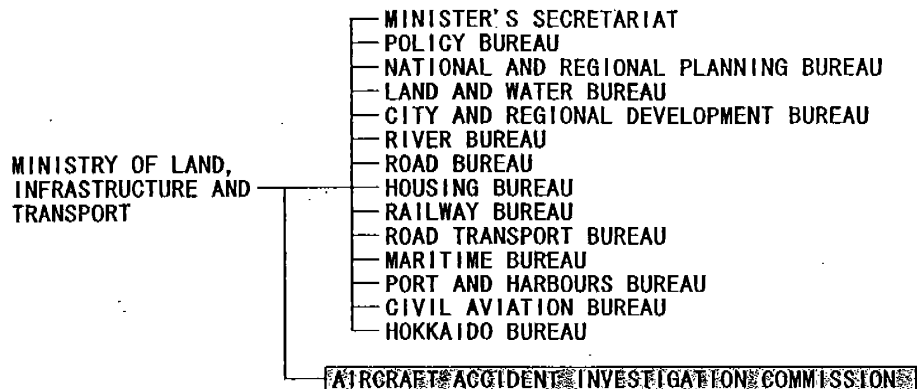 MINISTER'S SECRETARIAT
POLICY BUREAU
NATIONAL AND REGIONAL PLANNING BUREAU
LAND AND WATER BUREAU
CITY AND REGIONAL DEVELOPMENT BUREAU
RIVER BUREAU
ROAD BUREAU
MINISTRY OF LAND,
INFRASTRUCTURE AND
TRANSPORT
HOUSING BUREAU
RAILWAY BUREAU
ROAD TRANSPORT BUREAU
MARITIME BUREAU
PORT AND HARBOURS BUREAU
CIVIL AVIATION BUREAU
HOKKAIDO BUREAU
AIRCRAFT ACCIDENT INVESTIGATION COMMISSION